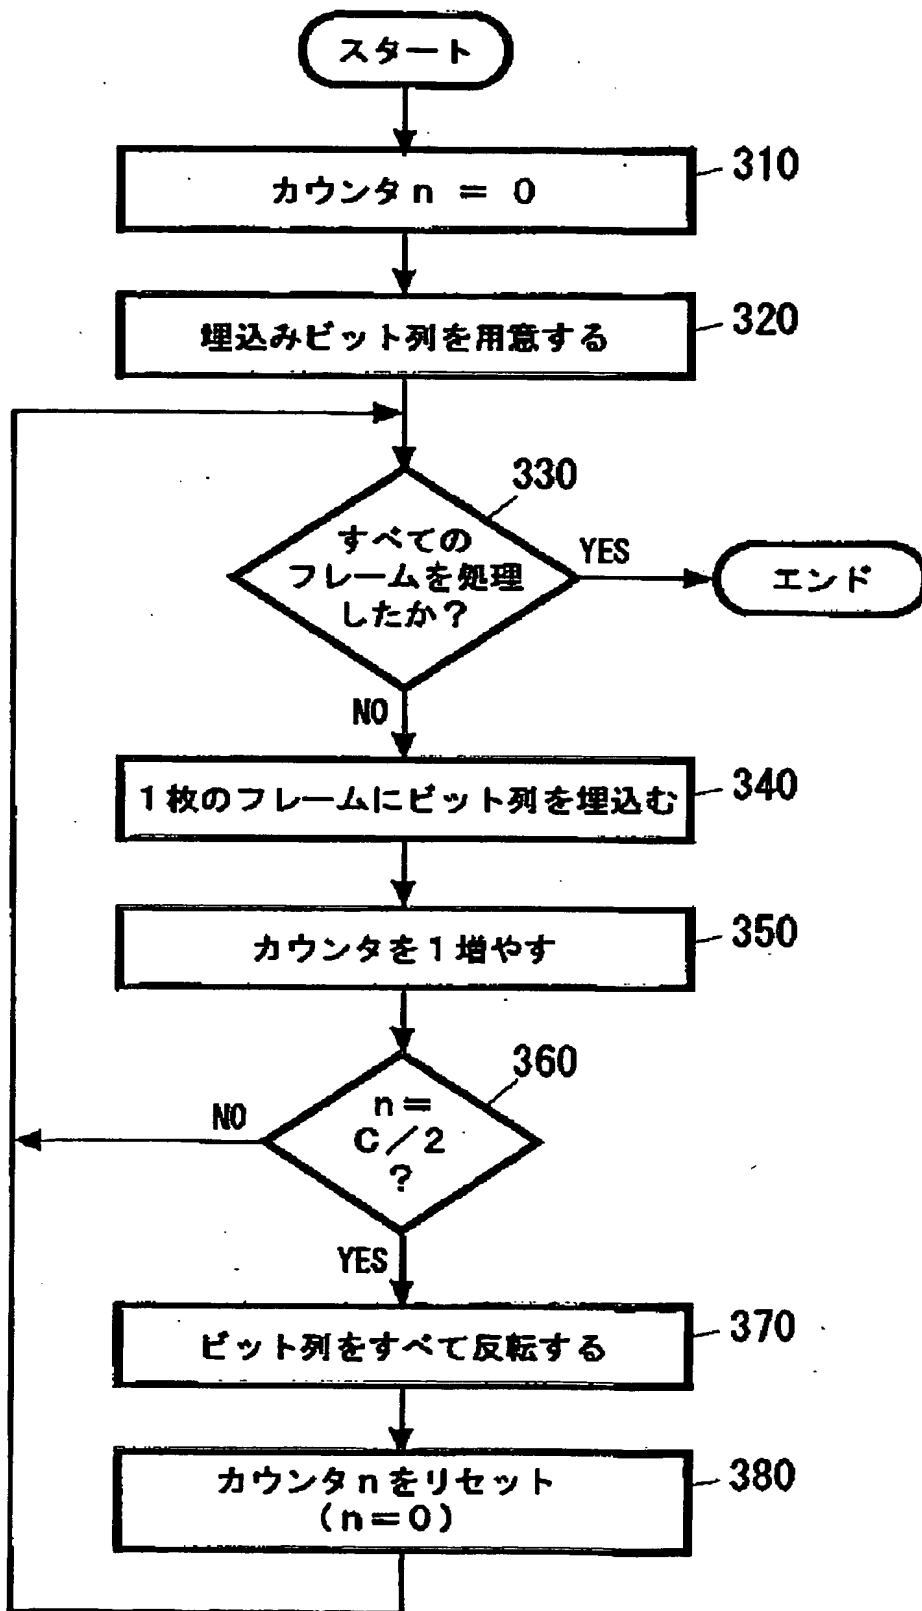 スタート
カウンタn = 0
310
埋込みビット列を用意する
320
330
すべての
フレームを処理
したか?
YES
エンド
NO
1枚のフレームにビット列を埋込む
340
カウンタを1増やす
350
360
n=
C/2
?
NO
YES
ビット列をすべて反転する
370
カウンタnをリセット
(n=0)
380